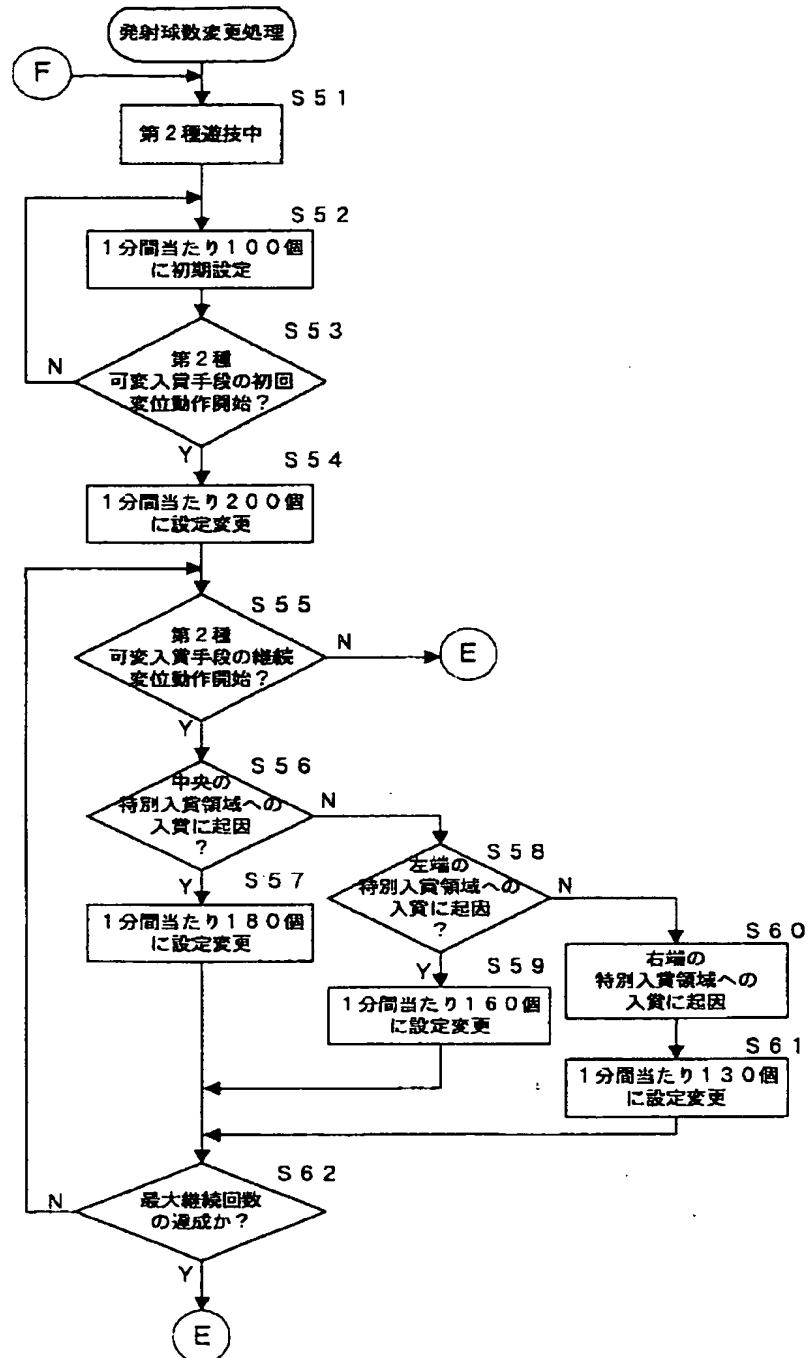 発射球数変更処理
F
S51
第2種遊技中
S52
1分間当たり100個
に初期設定
S53
N
第2種
可変入賞手段の初回
変位動作開始？
Y
S54
1分間当たり200個
に設定変更
S55
第2種
可変入賞手段の継続
変位動作開始？
N
E
Y
S56
中央の
特別入賞領域への
入賞に起因
？
N
Y
S57
1分間当たり180個
に設定変更
S58
左端の
特別入賞領域への
入賞に起因
？
N
Y
S59
1分間当たり160個
に設定変更
S60
右端の
特別入賞領域への
入賞に起因
S61
1分間当たり130個
に設定変更
S62
N
最大継続回数
の達成か？
Y
E